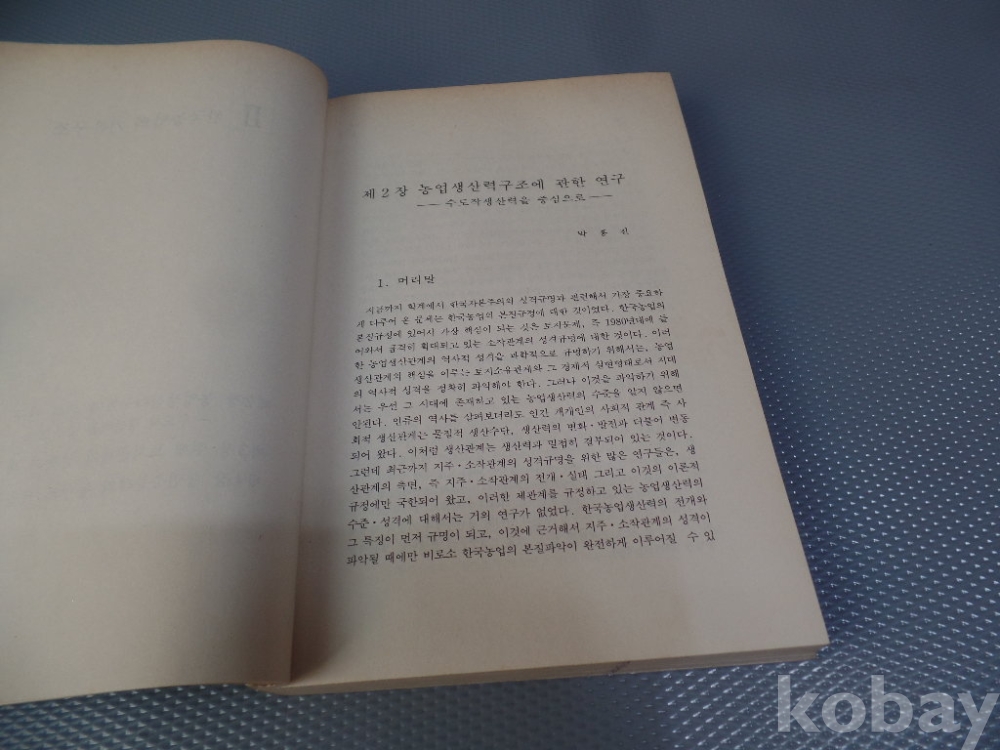 제2장 농업생산력구조에 관한 연구
── 수도작생산력을 중심으로 ──
박 홍 진
1. 머리말
지금까지 학계에서 한국자본주의의 성격규명과 관련해서 가장 중요하
게 다루어 온 문제는 한국농업의 본질규정에 대한 것이었다. 한국농업의
본질규정에 있어서 가장 핵심이 되는 것은 토지문제, 즉 1980년대에 들
어와서 급격히 확대되고 있는 소작관계의 성격규명에 대한 것이다. 이러
한 농업생산관계의 역사적 성격을 과학적으로 규명하기 위해서는, 농업
생산관계의 핵심을 이루는 토지소유관계와 그 경제적 실현형태로서 지대
의 역사적 성격을 정확히 파악해야 한다. 그러나 이것을 파악하기 위해
서는 우선 그 시대에 존재하고 있는 농업생산력의 수준을 알지 않으면
안된다. 인류의 역사를 살펴보더라도 인간 제개인의 사회적 관계 즉 사
회적 생산관계는 물질적 생산수단, 생산력의 변화·발전과 더불어 변동
되어 왔다. 이처럼 생산관계는 생산력과 밀접히 결부되어 있는 것이다.
그런데 최근까지 지주·소작관계의 성격규명을 위한 많은 연구들은, 생
산관계의 측면, 즉 지주·소작관계의 전개·실태 그리고 이것의 이론적
규정에만 국한되어 왔고, 이러한 제관계를 규정하고 있는 농업생산력의
수준·성격에 대해서는 거의 연구가 없었다. 한국농업생산력의 전개와
그 특징이 먼저 규명이 되고, 이것에 근거해서 지주·소작관계의 성격이
파악될 때에만 비로소 한국농업의 본질파악이 완전하게 이루어질 수 있
kobay